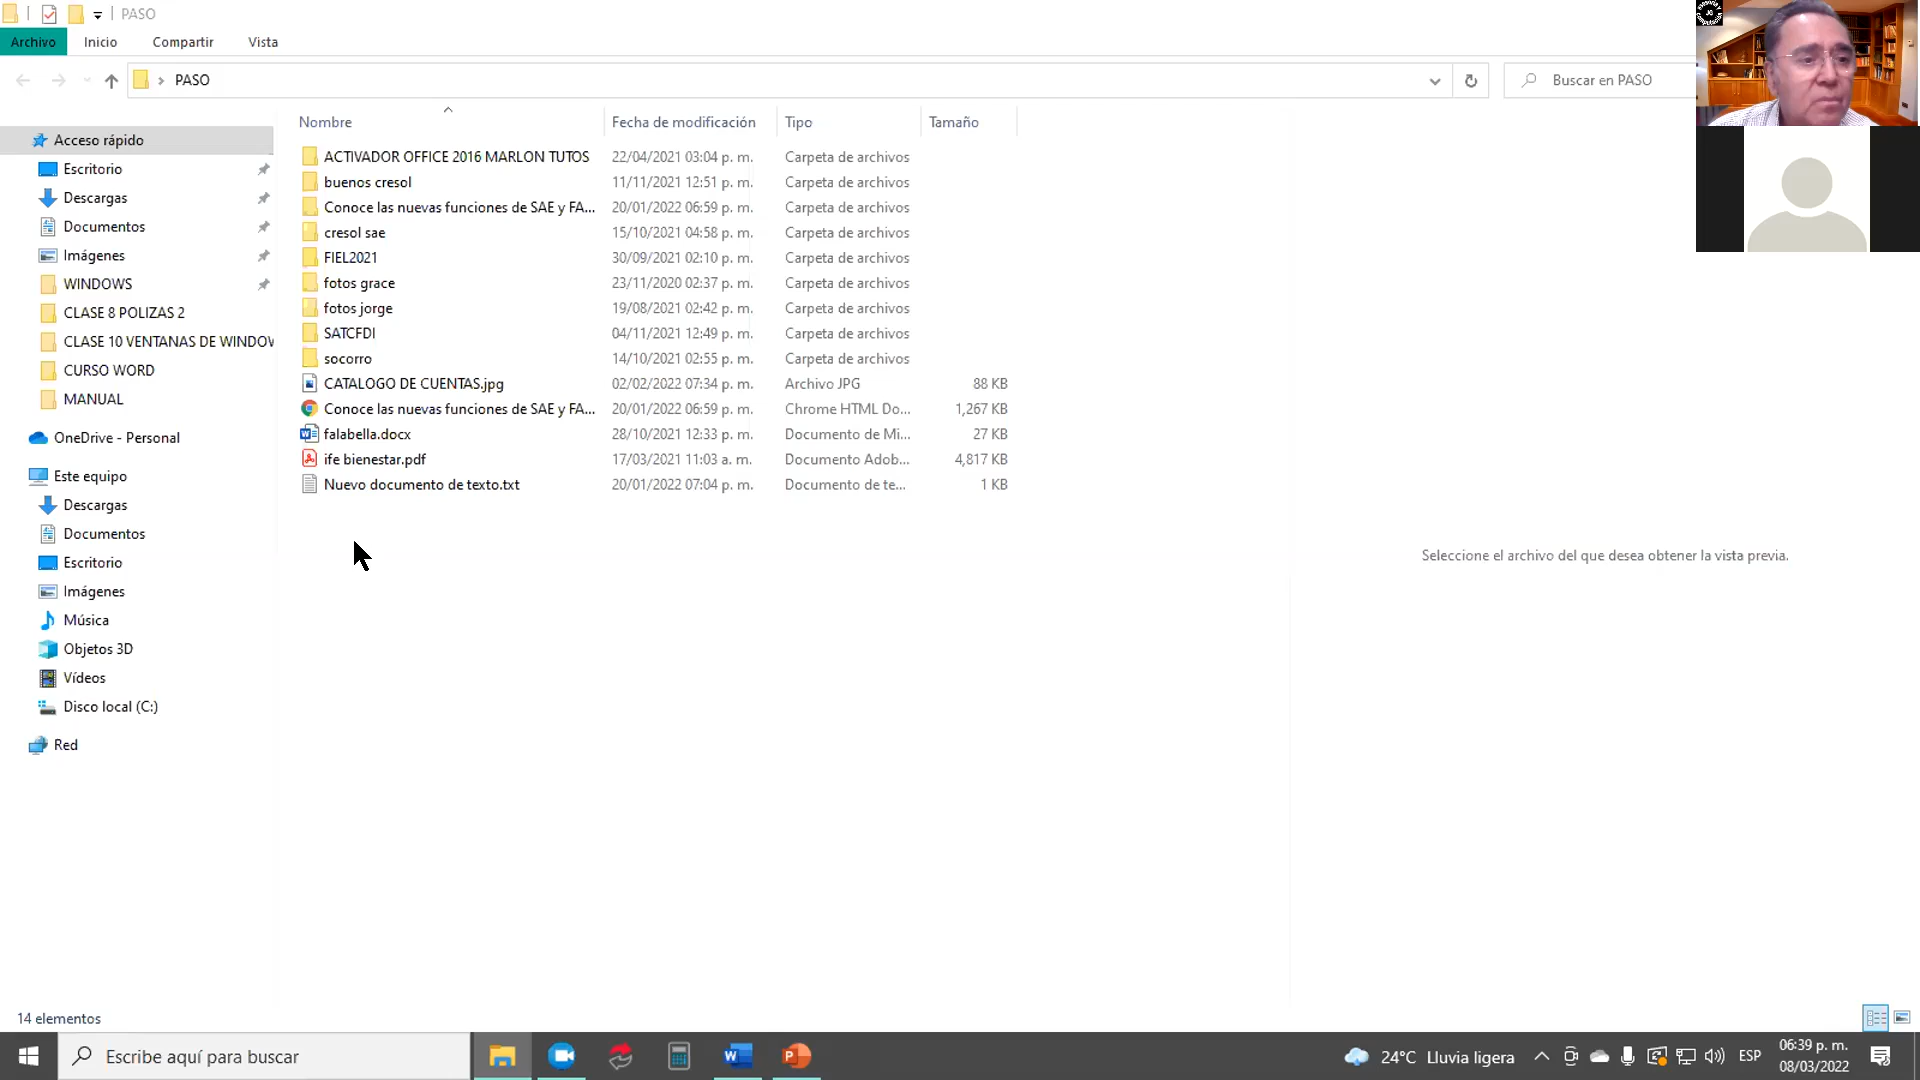 PASO
Archivo Inicio Compartir Vista
PASO
Buscar en PASO
Nombre Fecha de modificación Tipo Tamaño
Acceso rápido
Escritorio
Descargas
Documentos
Imágenes
WINDOWS
CLASE 8 POLIZAS 2
CLASE 10 VENTANAS DE WINDOW
CURSO WORD
MANUAL
OneDrive - Personal
Este equipo
Descargas
Documentos
Escritorio
Imágenes
Música
Objetos 3D
Vídeos
Disco local (C:)
Red
ACTIVADOR OFFICE 2016 MARLON TUTOS 22/04/2021 03:04 p. m. Carpeta de archivos
buenos cresol 11/11/2021 12:51 p. m. Carpeta de archivos
Conoce las nuevas funciones de SAE y FA... 20/01/2022 06:59 p. m. Carpeta de archivos
cresol sae 15/10/2021 04:58 p. m. Carpeta de archivos
FIEL2021 30/09/2021 02:10 p. m. Carpeta de archivos
fotos grace 23/11/2020 02:37 p. m. Carpeta de archivos
fotos jorge 19/08/2021 02:42 p. m. Carpeta de archivos
SATCFDI 04/11/2021 12:49 p. m. Carpeta de archivos
socorro 14/10/2021 02:55 p. m. Carpeta de archivos
CATALOGO DE CUENTAS.jpg 02/02/2022 07:34 p. m. Archivo JPG 88 KB
Conoce las nuevas funciones de SAE y FA... 20/01/2022 06:59 p. m. Chrome HTML Do... 1,267 KB
falabella.docx 28/10/2021 12:33 p. m. Documento de Mi... 27 KB
ife bienestar.pdf 17/03/2021 11:03 a. m. Documento Adob... 4,817 KB
Nuevo documento de texto.txt 20/01/2022 07:04 p. m. Documento de te... 1 KB
Seleccione el archivo del que desea obtener la vista previa.
14 elementos
Escribe aquí para buscar
24°C Lluvia ligera
ESP
06:39 p. m.
08/03/2022